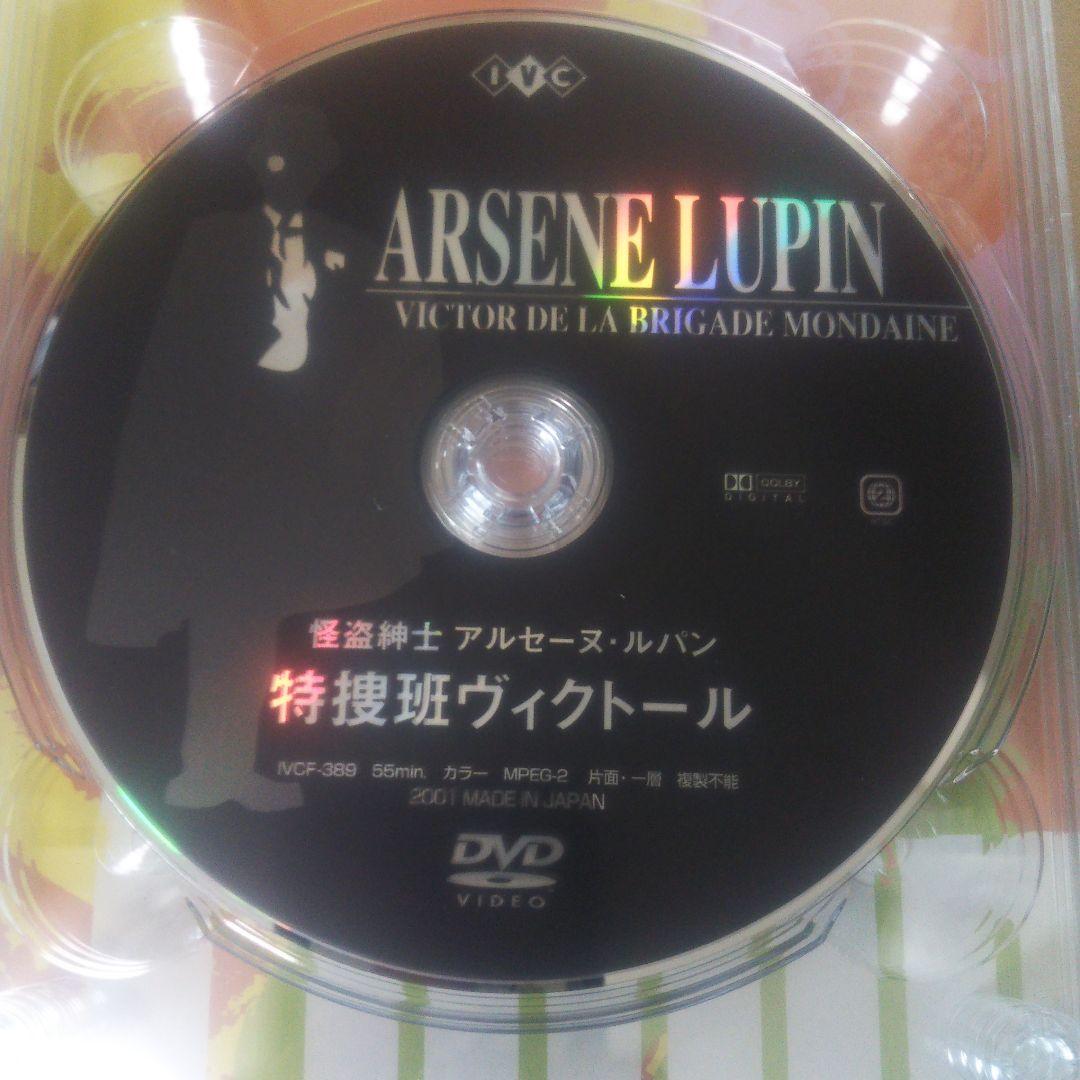 IVC
ARSENE LUPIN
VICTOR DE LA BRIGADE MONDAINE
DOLBY
DIGITAL
2
怪盗紳士 アルセーヌ・ルパン
特捜班ヴィクトール
IVCF-389 55min. カラー MPEG-2 片面・一層 複製不能
2001 MADE IN JAPAN
DVD
VIDEO